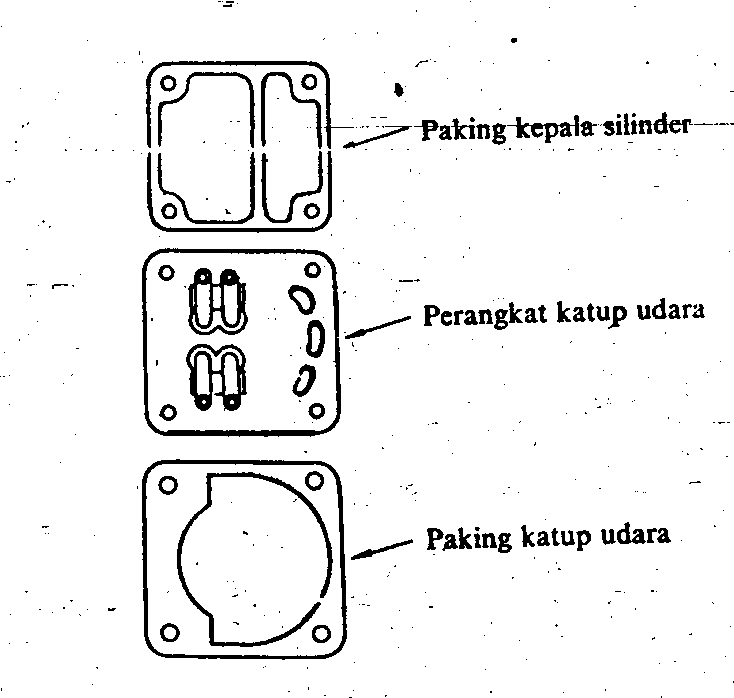 Paking kepala silinder
Perangkat katup udara
Paking katup udara